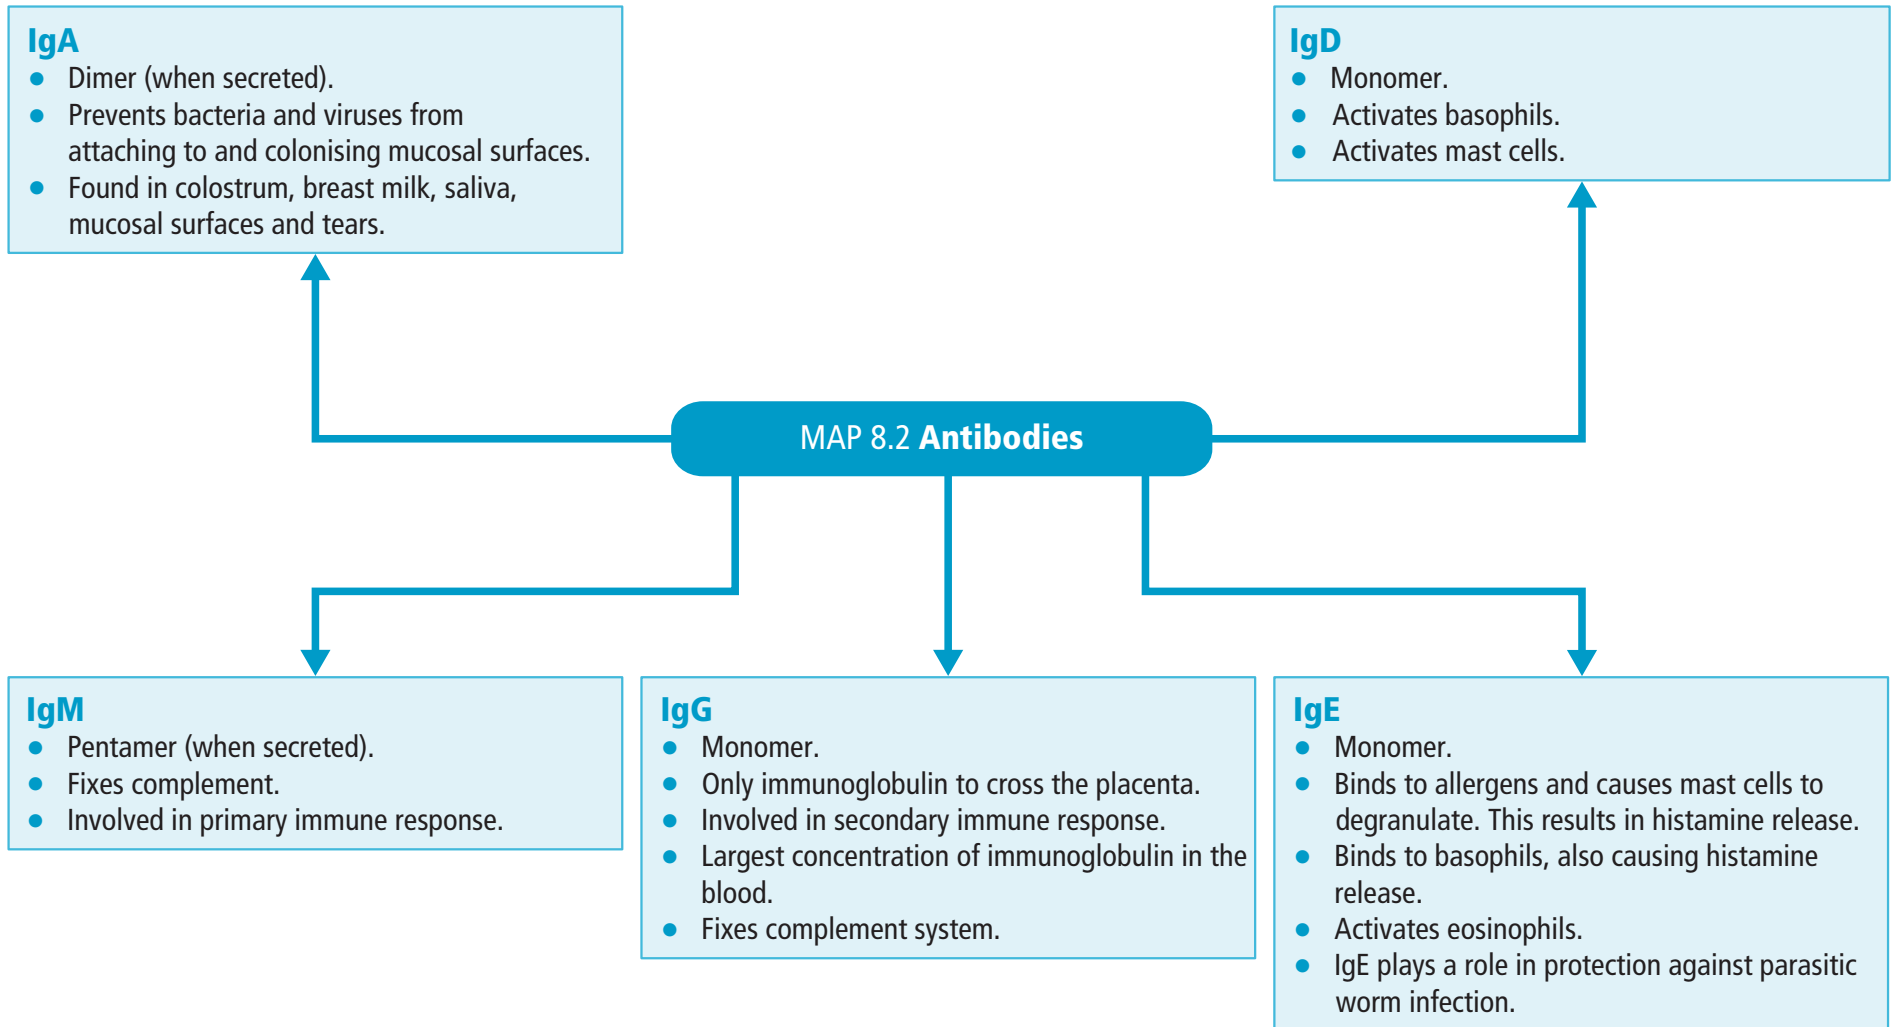 IgA
● Dimer (when secreted).
● Prevents bacteria and viruses from
attaching to and colonising mucosal surfaces.
● Found in colostrum, breast milk, saliva,
mucosal surfaces and tears.
IgD
● Monomer.
● Activates basophils.
● Activates mast cells.
MAP 8.2 Antibodies
IgM
● Pentamer (when secreted).
● Fixes complement.
● Involved in primary immune response.
IgG
● Monomer.
● Only immunoglobulin to cross the placenta.
● Involved in secondary immune response.
● Largest concentration of immunoglobulin in the
blood.
● Fixes complement system.
IgE
● Monomer.
● Binds to allergens and causes mast cells to
degranulate. This results in histamine release.
● Binds to basophils, also causing histamine
release.
● Activates eosinophils.
● IgE plays a role in protection against parasitic
worm infection.